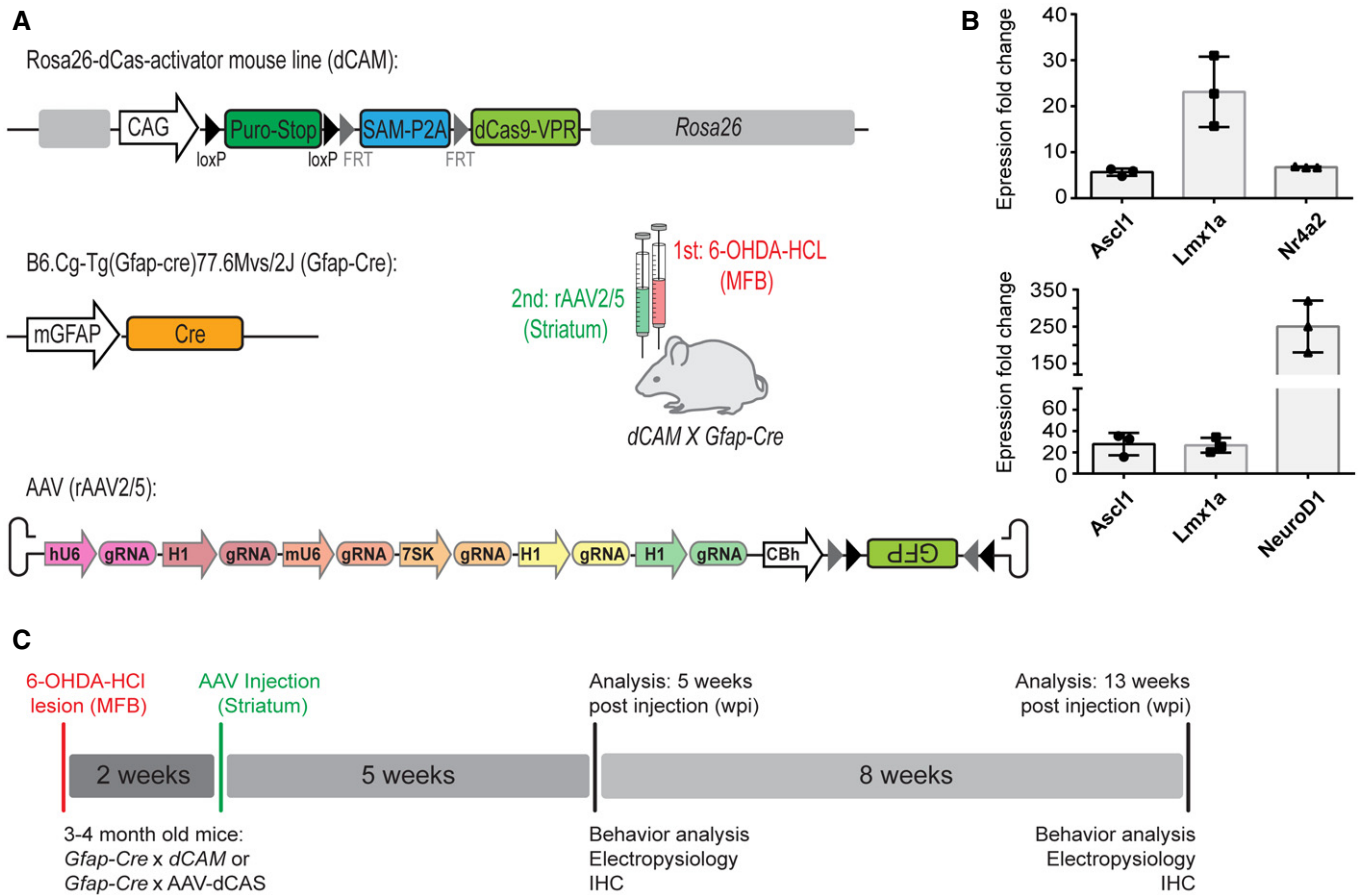 A
Rosa26-dCas-activator mouse line (dCAM):
CAG
Puro-Stop
SAM-P2A
dCas9-VPR
Rosa26
loxP
loxP
FRT
FRT
B6.Cg-Tg(Gfap-cre)77.6Mvs/2J (Gfap-Cre):
mGFAP
Cre
1st: 6-OHDA-HCL
(MFB)
2nd: rAAV2/5
(Striatum)
dCAM X Gfap-Cre
AAV (rAAV2/5):
hU6 gRNA H1 gRNA mU6 gRNA 7SK gRNA H1 gRNA H1 gRNA CBh GFP
B
Epression fold change
40
30
20
10
0
Ascl1
Lmx1a
Nr4a2
Epression fold change
350
250
150
60
40
20
0
Ascl1
Lmx1a
NeuroD1
C
6-OHDA-HCl
lesion (MFB)
AAV Injection
(Striatum)
Analysis: 5 weeks
post injection (wpi)
Analysis: 13 weeks
post injection (wpi)
2 weeks
5 weeks
8 weeks
3-4 month old mice:
Gfap-Cre x dCAM or
Gfap-Cre x AAV-dCAS
Behavior analysis
Electropysiology
IHC
Behavior analysis
Electropysiology
IHC